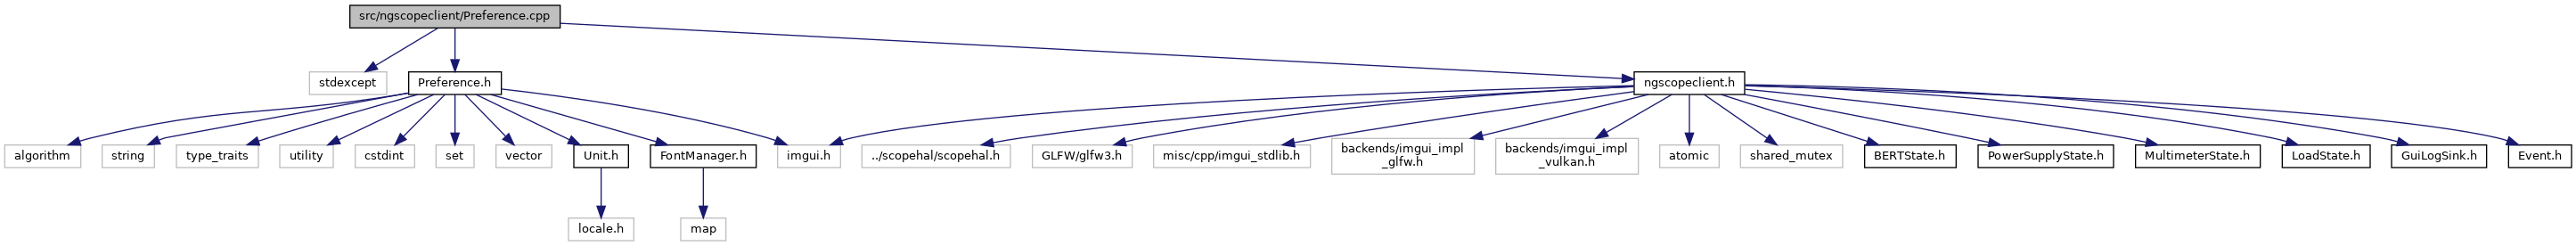 src/ngscopeclient/Preference.cpp
stdexcept
Preference.h
ngscopeclient.h
algorithm
string
type_traits
utility
cstdint
set
vector
Unit.h
FontManager.h
imgui.h
../scopehal/scopehal.h
GLFW/glfw3.h
misc/cpp/imgui_stdlib.h
backends/imgui_impl
_glfw.h
backends/imgui_impl
_vulkan.h
atomic
shared_mutex
BERTState.h
PowerSupplyState.h
MultimeterState.h
LoadState.h
GuiLogSink.h
Event.h
locale.h
map